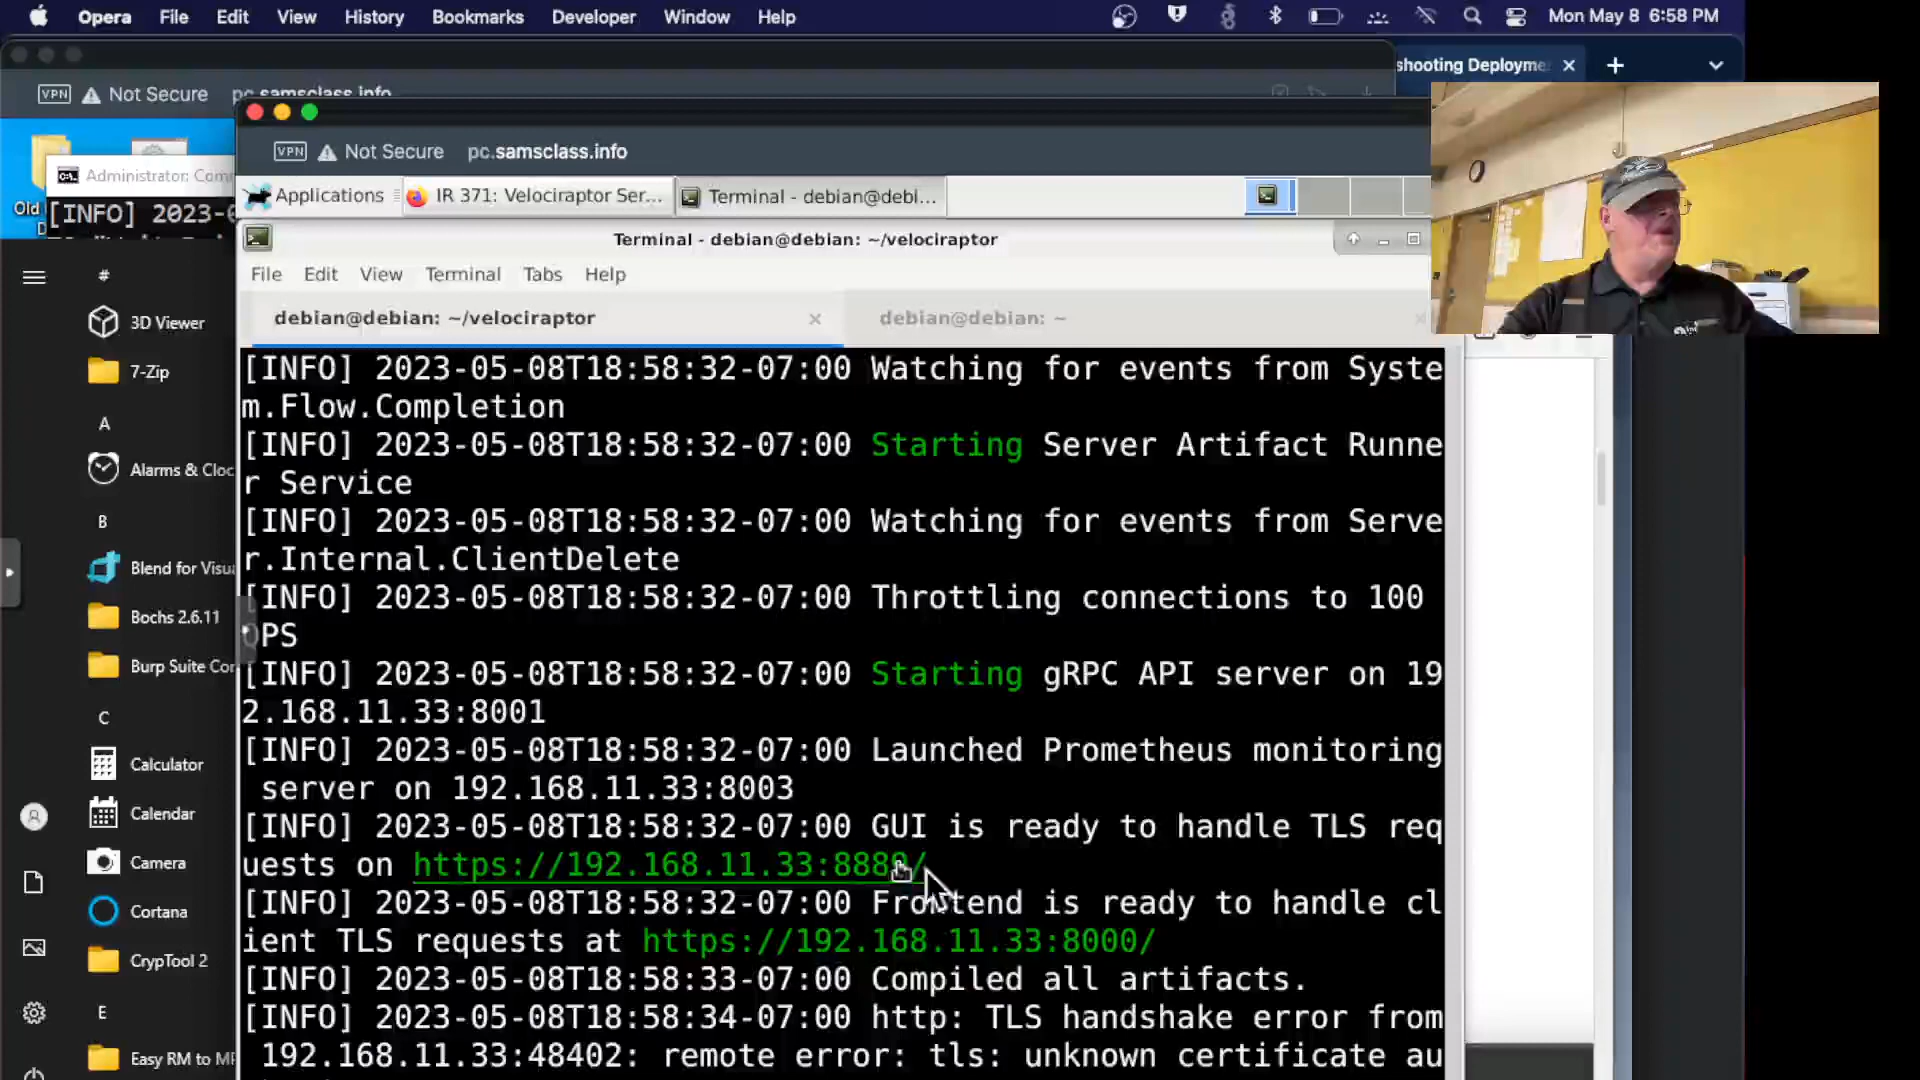 Opera File Edit View History Bookmarks Developer Window Help Mon May 8 6:58 PM
shooting Deployme
VPN Not Secure pc.samsclass.info
VPN Not Secure pc.samsclass.info
Administrator: Com
Applications IR 371: Velociraptor Ser... Terminal - debian@debi...
Old
[INFO] 2023-0
Terminal - debian@debian: ~/velociraptor
File Edit View Terminal Tabs Help
debian@debian: ~/velociraptor debian@debian: ~
#
3D Viewer
7-Zip
A
Alarms & Cloc
B
Blend for Visua
Bochs 2.6.11
Burp Suite Co
C
Calculator
Calendar
Camera
Cortana
CrypTool 2
E
Easy RM to M
[INFO] 2023-05-08T18:58:32-07:00 Watching for events from Syste
m.Flow.Completion
[INFO] 2023-05-08T18:58:32-07:00 Starting Server Artifact Runne
r Service
[INFO] 2023-05-08T18:58:32-07:00 Watching for events from Serve
r.Internal.ClientDelete
[INFO] 2023-05-08T18:58:32-07:00 Throttling connections to 100
QPS
[INFO] 2023-05-08T18:58:32-07:00 Starting gRPC API server on 19
2.168.11.33:8001
[INFO] 2023-05-08T18:58:32-07:00 Launched Prometheus monitoring
server on 192.168.11.33:8003
[INFO] 2023-05-08T18:58:32-07:00 GUI is ready to handle TLS req
uests on https://192.168.11.33:8889/
[INFO] 2023-05-08T18:58:32-07:00 Frontend is ready to handle cl
ient TLS requests at https://192.168.11.33:8000/
[INFO] 2023-05-08T18:58:33-07:00 Compiled all artifacts.
[INFO] 2023-05-08T18:58:34-07:00 http: TLS handshake error from
192.168.11.33:48402: remote error: tls: unknown certificate au